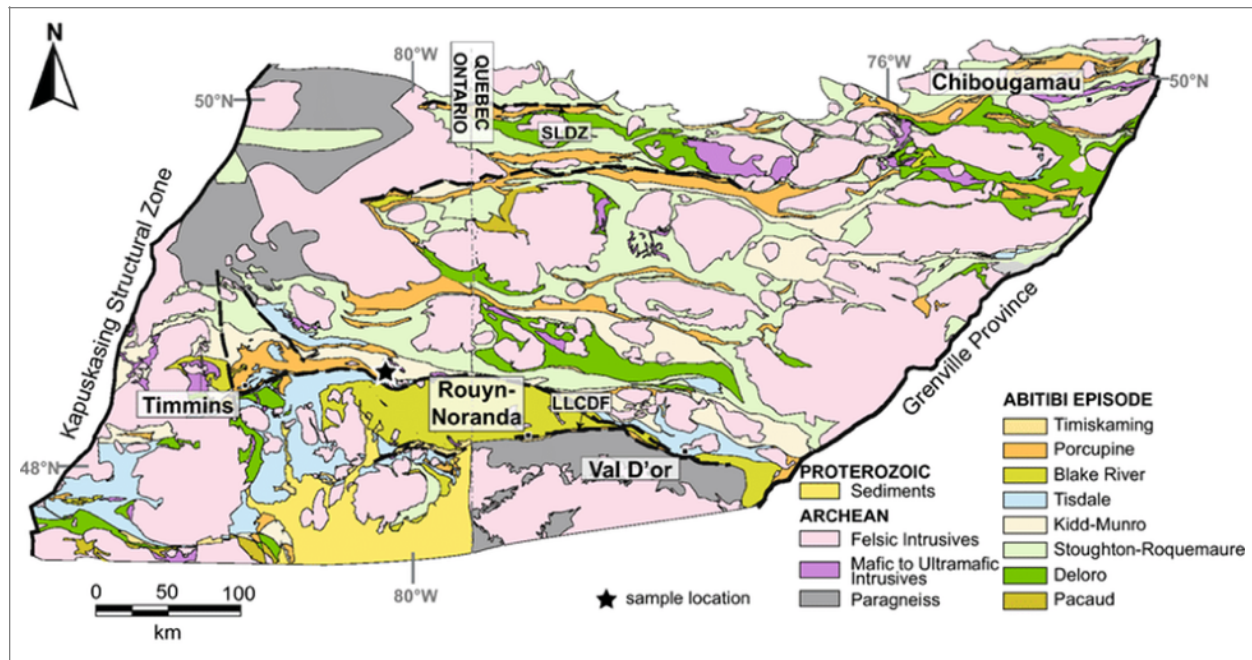 N
80°W
QUEBEC
ONTARIO
76°W
Chibougamau
50°N
50°N
SLDZ
Kapuskasing Structural Zone
Grenville Province
Timmins
Rouyn-
Noranda
LLCDF
Val D'or
48°N
80°W
0 50 100
km
sample location
PROTEROZOIC
Sediments
ARCHEAN
Felsic Intrusives
Mafic to Ultramafic
Intrusives
Paragneiss
ABITIBI EPISODE
Timiskaming
Porcupine
Blake River
Tisdale
Kidd-Munro
Stoughton-Roquemaure
Deloro
Pacaud